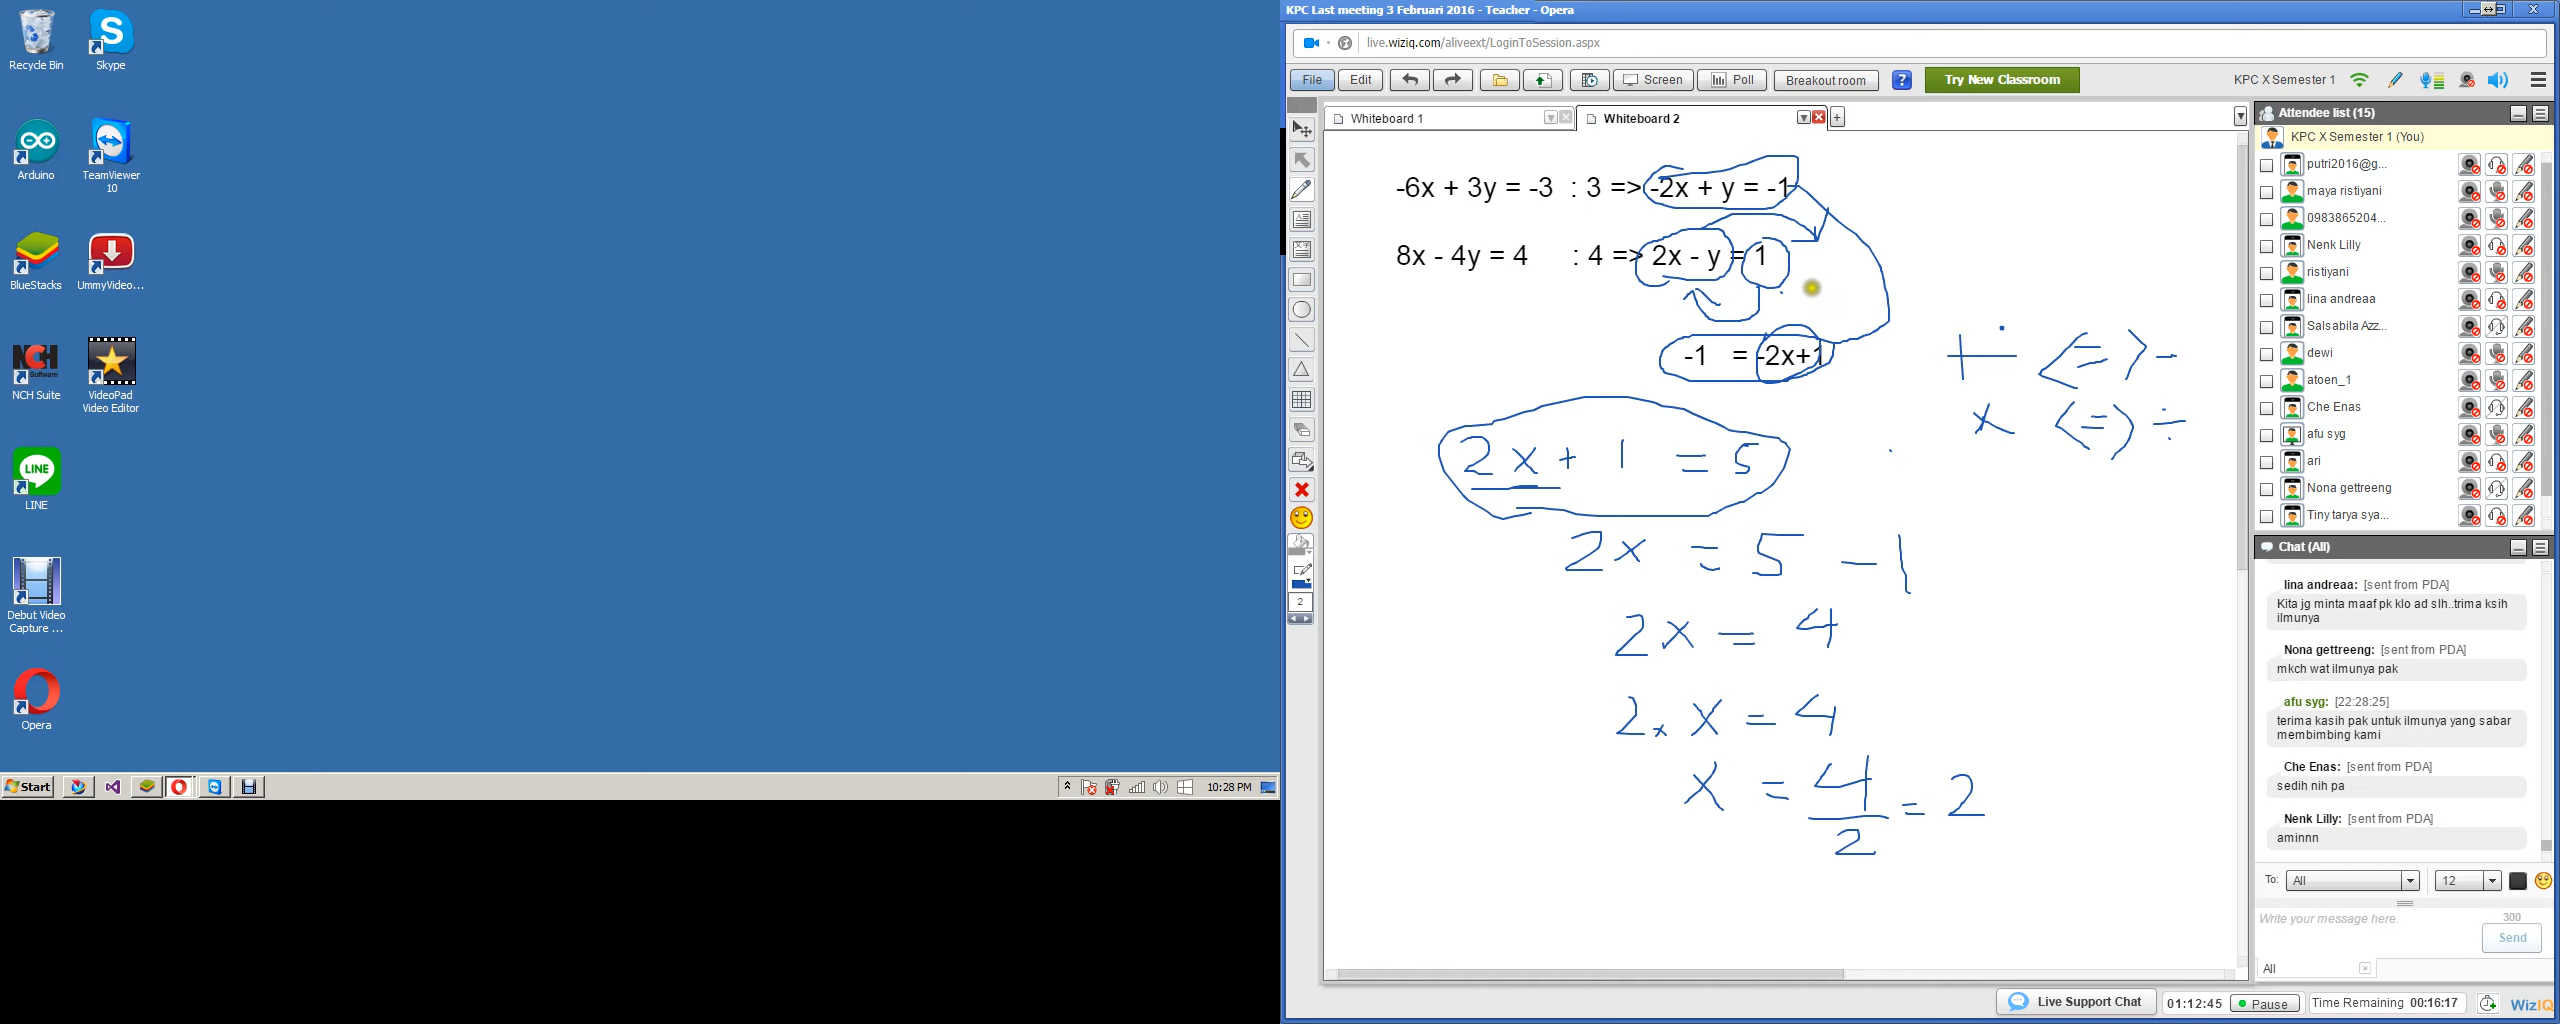 Recycle Bin
Skype
Arduino
TeamViewer 10
BlueStacks
UmmyVideo...
NCH Suite
VideoPad Video Editor
LINE
LINE
Debut Video Capture ...
Opera
Start
10:28 PM
KPC Last meeting 3 Februari 2016 - Teacher - Opera
live.wiziq.com/aliveext/LoginToSession.aspx
File Edit Screen Poll Breakout room ? Try New Classroom KPC X Semester 1
Whiteboard 1 Whiteboard 2
-6x + 3y = -3 : 3 => -2x + y = -1
8x - 4y = 4 : 4 => 2x - y = 1
-1 = -2x+1
+ <=> -
x <=> ÷
2x + 1 = 5
2x = 5 - 1
2x = 4
2 x x = 4
x = 4/2 = 2
2
Attendee list (15)
KPC X Semester 1 (You)
putri2016@g...
maya ristiyani
0983865204...
Nenk Lilly
ristiyani
lina andreaa
Salsabila Azz...
dewi
atoen_1
Che Enas
afu syg
ari
Nona gettreeng
Tiny tarya sya...
Chat (All)
lina andreaa: [sent from PDA]
Kita jg minta maaf pk klo ad slh..trima ksih
ilmunya
Nona gettreeng: [sent from PDA]
mkch wat ilmunya pak
afu syg: [22:28:25]
terima kasih pak untuk ilmunya yang sabar
membimbing kami
Che Enas: [sent from PDA]
sedih nih pa
Nenk Lilly: [sent from PDA]
aminnn
To: All 12
Write your message here. 300
Send
All
Live Support Chat 01:12:45 Pause Time Remaining 00:16:17 WizIQ